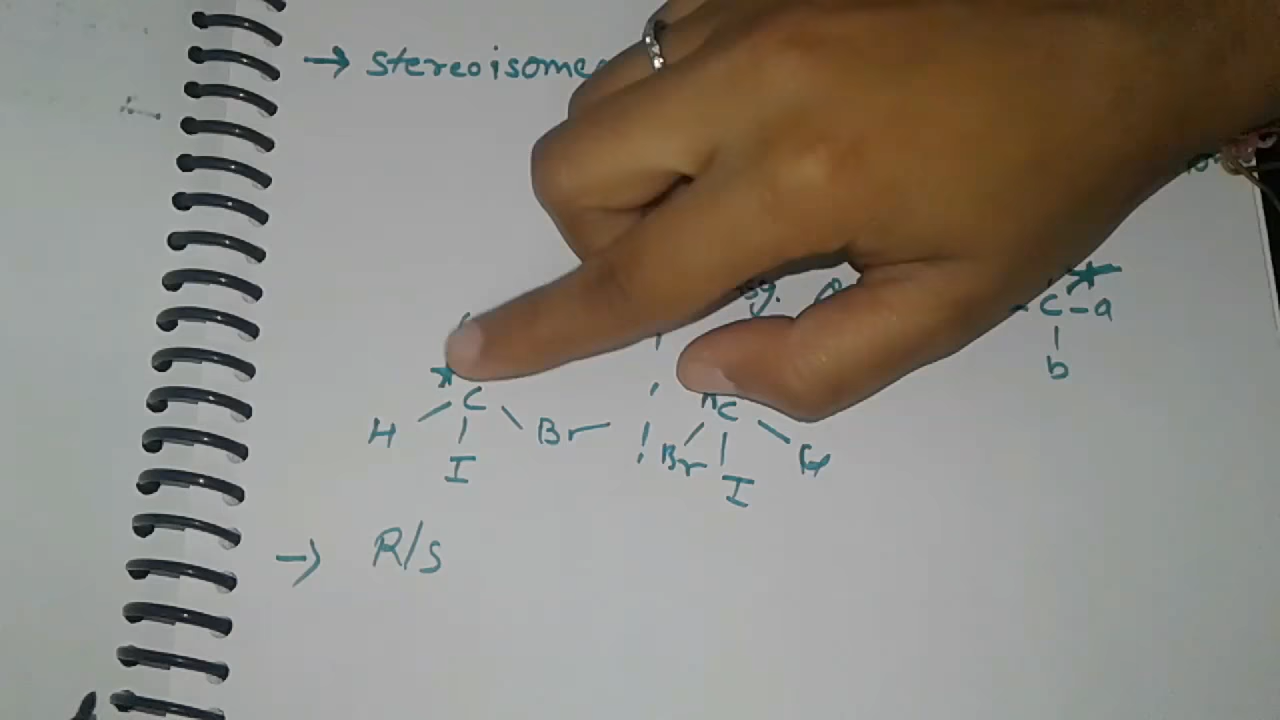 → stereoisome
- C - a
b
* C
C
H
Br
Br
I
I
→ R/S